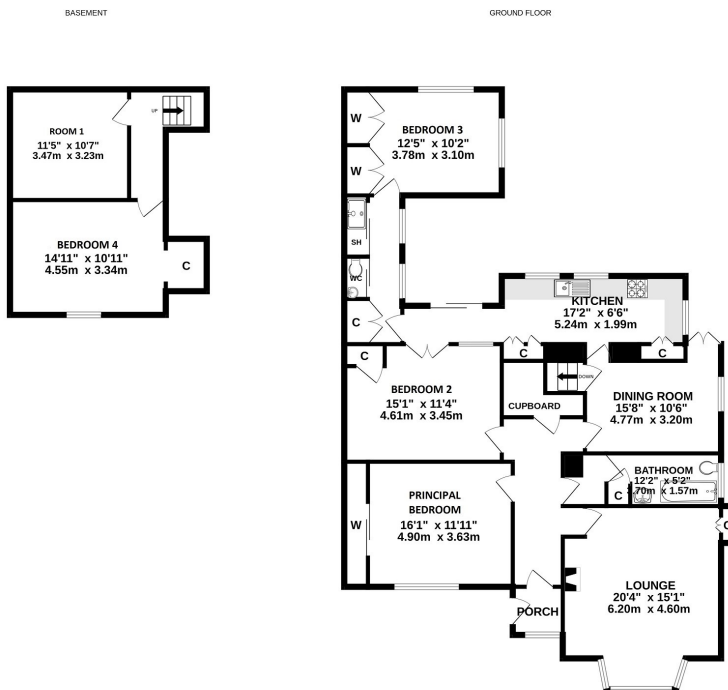 BASEMENT
GROUND FLOOR
UP
ROOM 1
11'5" x 10'7"
3.47m x 3.23m
BEDROOM 4
14'11" x 10'11"
4.55m x 3.34m
C
W
W
BEDROOM 3
12'5" x 10'2"
3.78m x 3.10m
SH
WC
C
KITCHEN
17'2" x 6'6"
5.24m x 1.99m
C
C
C
BEDROOM 2
15'1" x 11'4"
4.61m x 3.45m
DOWN
CUPBOARD
DINING ROOM
15'8" x 10'6"
4.77m x 3.20m
BATHROOM
12'2" x 5'2"
3.70m x 1.57m
C
W
PRINCIPAL
BEDROOM
16'1" x 11'11"
4.90m x 3.63m
C
LOUNGE
20'4" x 15'1"
6.20m x 4.60m
PORCH